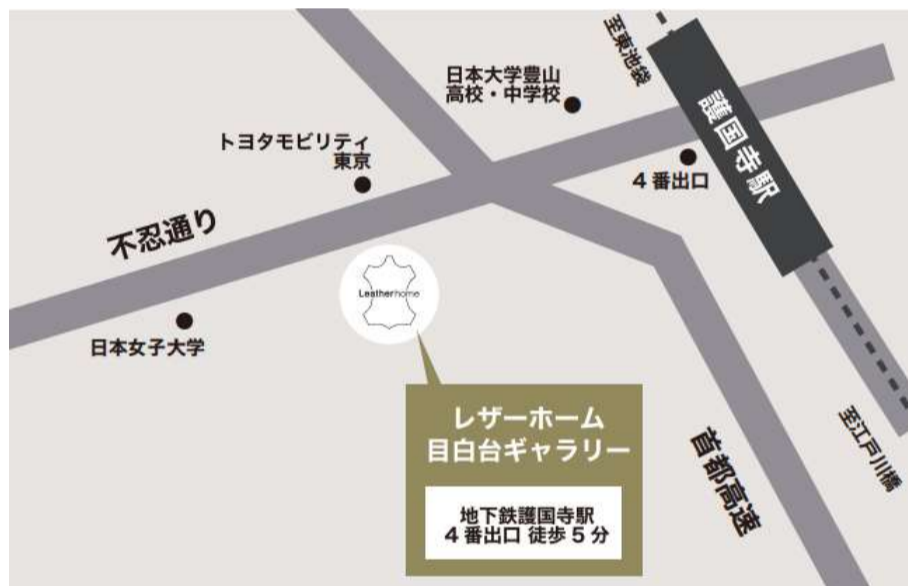 至東池袋
日本大学豊山
高校・中学校
護国寺駅
トヨタモビリティ
東京
4番出口
不忍通り
Leatherhome
日本女子大学
レザーホーム
目白台ギャラリー
地下鉄護国寺駅
4番出口 徒歩5分
首都高速
至江戸川橋